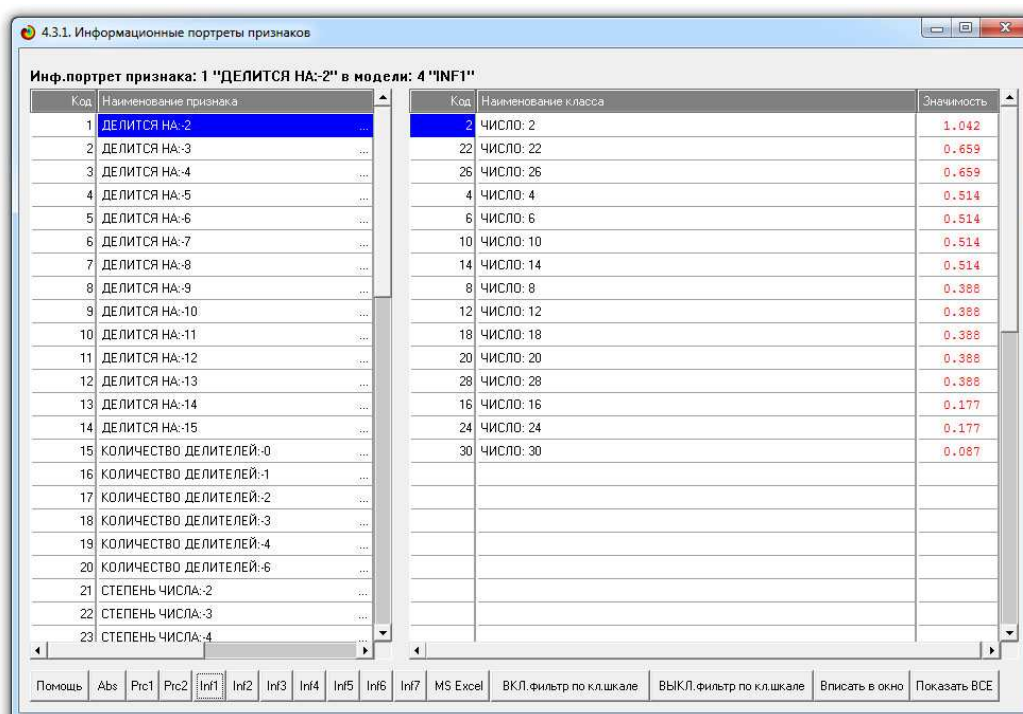 4.3.1. Информационные портреты признаков
Инф.портрет признака: 1 "ДЕЛИТСЯ НА:-2" в модели: 4 "INF1"
Код Наименование признака
1 ДЕЛИТСЯ НА:-2 ...
2 ДЕЛИТСЯ НА:-3 ...
3 ДЕЛИТСЯ НА:-4 ...
4 ДЕЛИТСЯ НА:-5 ...
5 ДЕЛИТСЯ НА:-6 ...
6 ДЕЛИТСЯ НА:-7 ...
7 ДЕЛИТСЯ НА:-8 ...
8 ДЕЛИТСЯ НА:-9 ...
9 ДЕЛИТСЯ НА:-10 ...
10 ДЕЛИТСЯ НА:-11 ...
11 ДЕЛИТСЯ НА:-12 ...
12 ДЕЛИТСЯ НА:-13 ...
13 ДЕЛИТСЯ НА:-14 ...
14 ДЕЛИТСЯ НА:-15 ...
15 КОЛИЧЕСТВО ДЕЛИТЕЛЕЙ:-0 ...
16 КОЛИЧЕСТВО ДЕЛИТЕЛЕЙ:-1 ...
17 КОЛИЧЕСТВО ДЕЛИТЕЛЕЙ:-2 ...
18 КОЛИЧЕСТВО ДЕЛИТЕЛЕЙ:-3 ...
19 КОЛИЧЕСТВО ДЕЛИТЕЛЕЙ:-4 ...
20 КОЛИЧЕСТВО ДЕЛИТЕЛЕЙ:-6 ...
21 СТЕПЕНЬ ЧИСЛА:-2 ...
22 СТЕПЕНЬ ЧИСЛА:-3 ...
23 СТЕПЕНЬ ЧИСЛА:-4 ...
Код Наименование класса Значимость
2 ЧИСЛО: 2 1.042
22 ЧИСЛО: 22 0.659
26 ЧИСЛО: 26 0.659
4 ЧИСЛО: 4 0.514
6 ЧИСЛО: 6 0.514
10 ЧИСЛО: 10 0.514
14 ЧИСЛО: 14 0.514
8 ЧИСЛО: 8 0.388
12 ЧИСЛО: 12 0.388
18 ЧИСЛО: 18 0.388
20 ЧИСЛО: 20 0.388
28 ЧИСЛО: 28 0.388
16 ЧИСЛО: 16 0.177
24 ЧИСЛО: 24 0.177
30 ЧИСЛО: 30 0.087
Помощь Abs Prc1 Prc2 Inf1 Inf2 Inf3 Inf4 Inf5 Inf6 Inf7 MS Excel ВКЛ.фильтр по кл.шкале ВЫКЛ.фильтр по кл.шкале Вписать в окно Показать ВСЕ